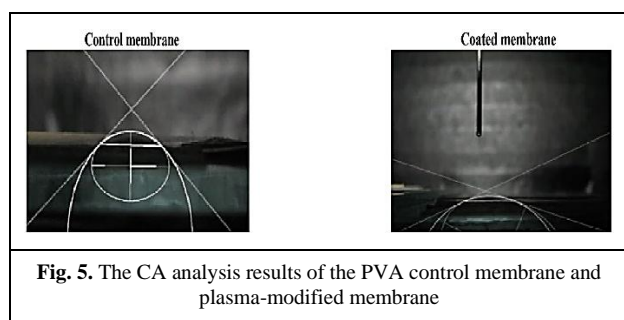 Control membrane
Coated membrane
Fig. 5. The CA analysis results of the PVA control membrane and
plasma-modified membrane